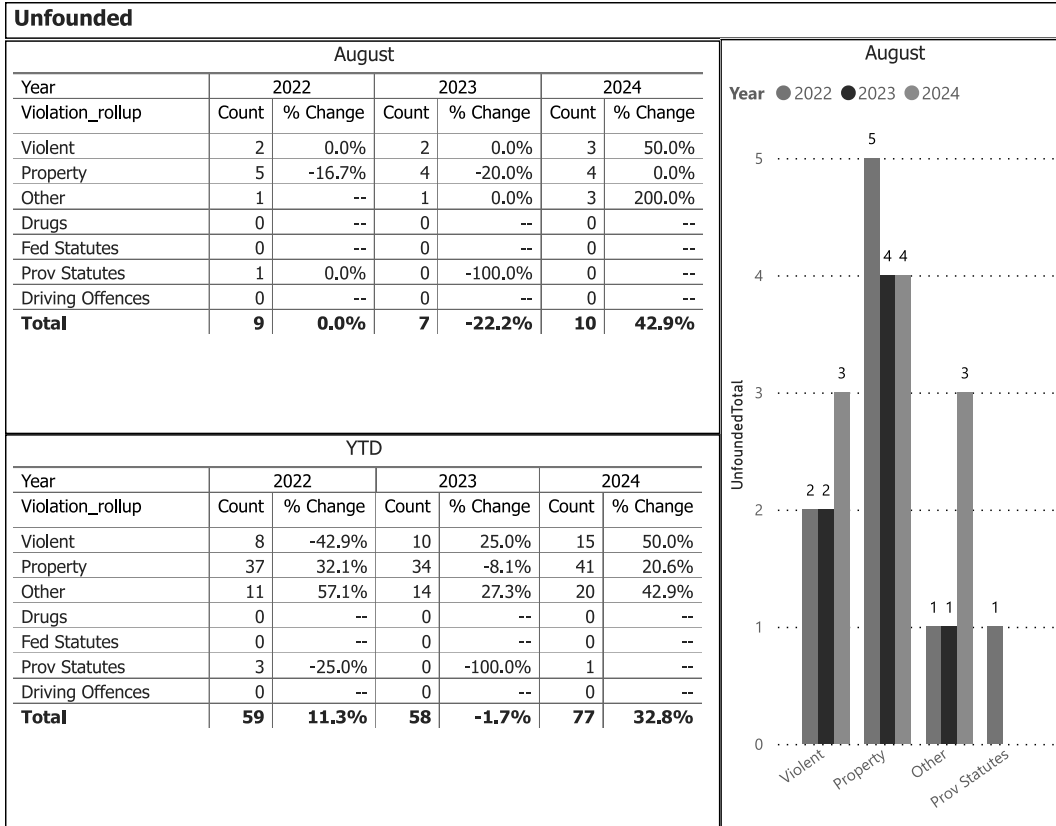 Unfounded
August
Year 2022 2023 2024
Violation_rollup Count % Change Count % Change Count % Change
Violent 2 0.0% 2 0.0% 3 50.0%
Property 5 -16.7% 4 -20.0% 4 0.0%
Other 1 -- 1 0.0% 3 200.0%
Drugs 0 -- 0 -- 0 --
Fed Statutes 0 -- 0 -- 0 --
Prov Statutes 1 0.0% 0 -100.0% 0 --
Driving Offences 0 -- 0 -- 0 --
Total 9 0.0% 7 -22.2% 10 42.9%
YTD
Year 2022 2023 2024
Violation_rollup Count % Change Count % Change Count % Change
Violent 8 -42.9% 10 25.0% 15 50.0%
Property 37 32.1% 34 -8.1% 41 20.6%
Other 11 57.1% 14 27.3% 20 42.9%
Drugs 0 -- 0 -- 0 --
Fed Statutes 0 -- 0 -- 0 --
Prov Statutes 3 -25.0% 0 -100.0% 1 --
Driving Offences 0 -- 0 -- 0 --
Total 59 11.3% 58 -1.7% 77 32.8%
August
Year 2022 2023 2024
5
5
4 4 4
3 3
3
UnfoundedTotal
2 2
2
1 1 1
1
0
Violent Property Other Prov Statutes